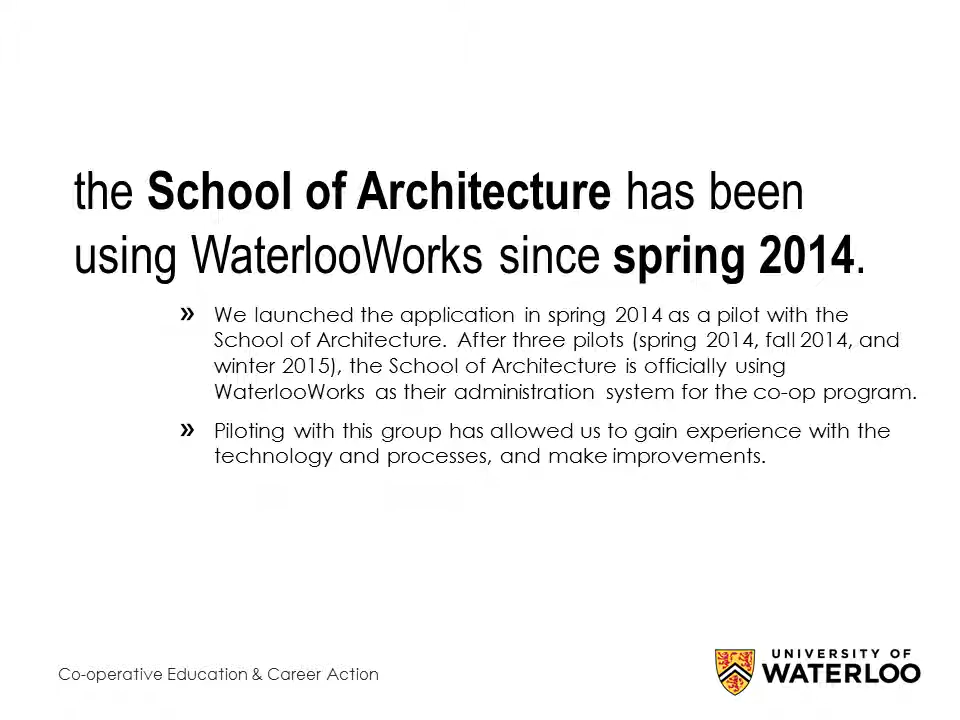 the School of Architecture has been
using WaterlooWorks since spring 2014.
» We launched the application in spring 2014 as a pilot with the
School of Architecture. After three pilots (spring 2014, fall 2014, and
winter 2015), the School of Architecture is officially using
WaterlooWorks as their administration system for the co-op program.
» Piloting with this group has allowed us to gain experience with the
technology and processes, and make improvements.
Co-operative Education & Career Action
UNIVERSITY OF
WATERLOO